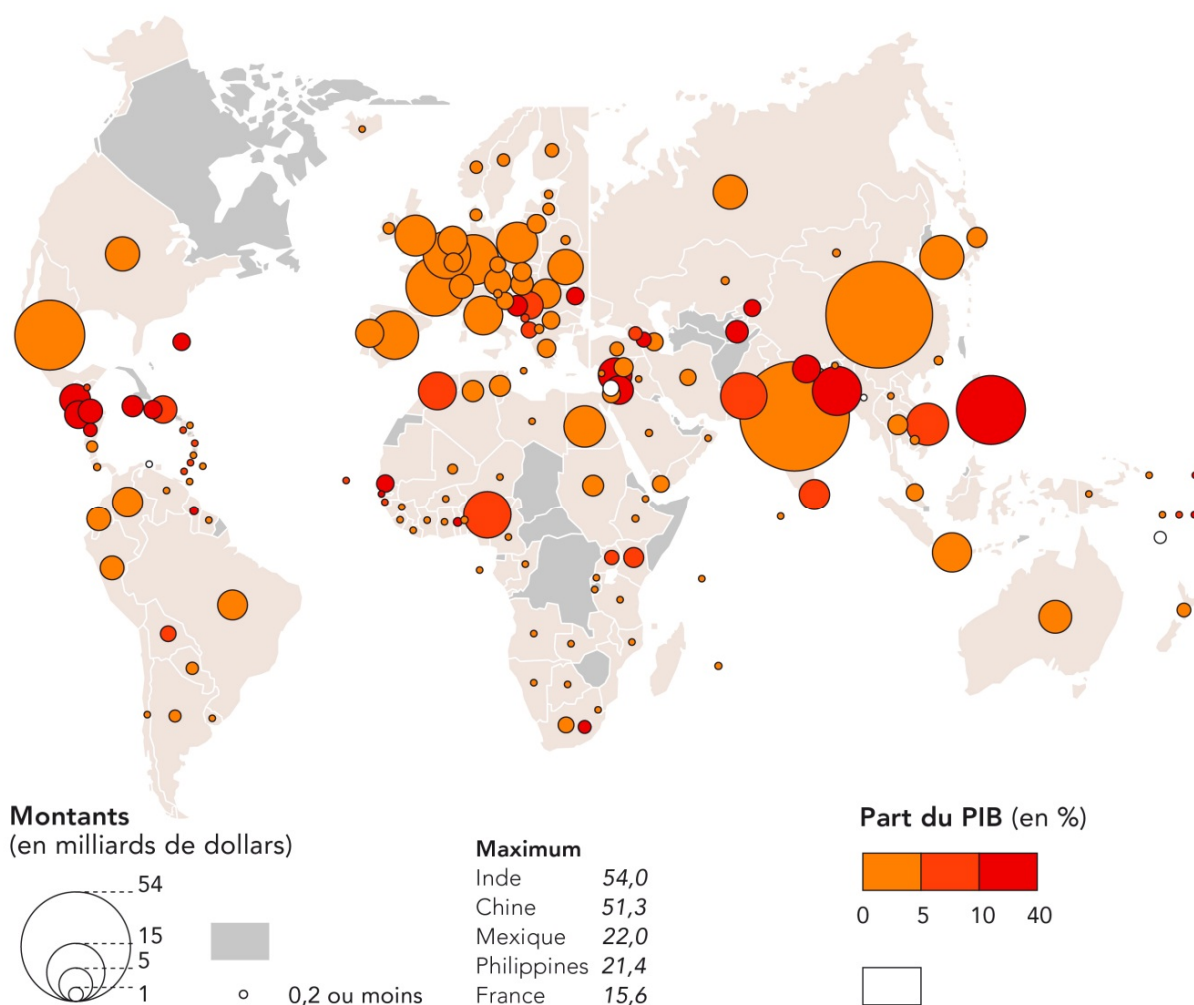 Montants
(en milliards de dollars)
54
15
5
1
0,2 ou moins
Maximum
Inde 54,0
Chine 51,3
Mexique 22,0
Philippines 21,4
France 15,6
Part du PIB (en %)
0 5 10 40